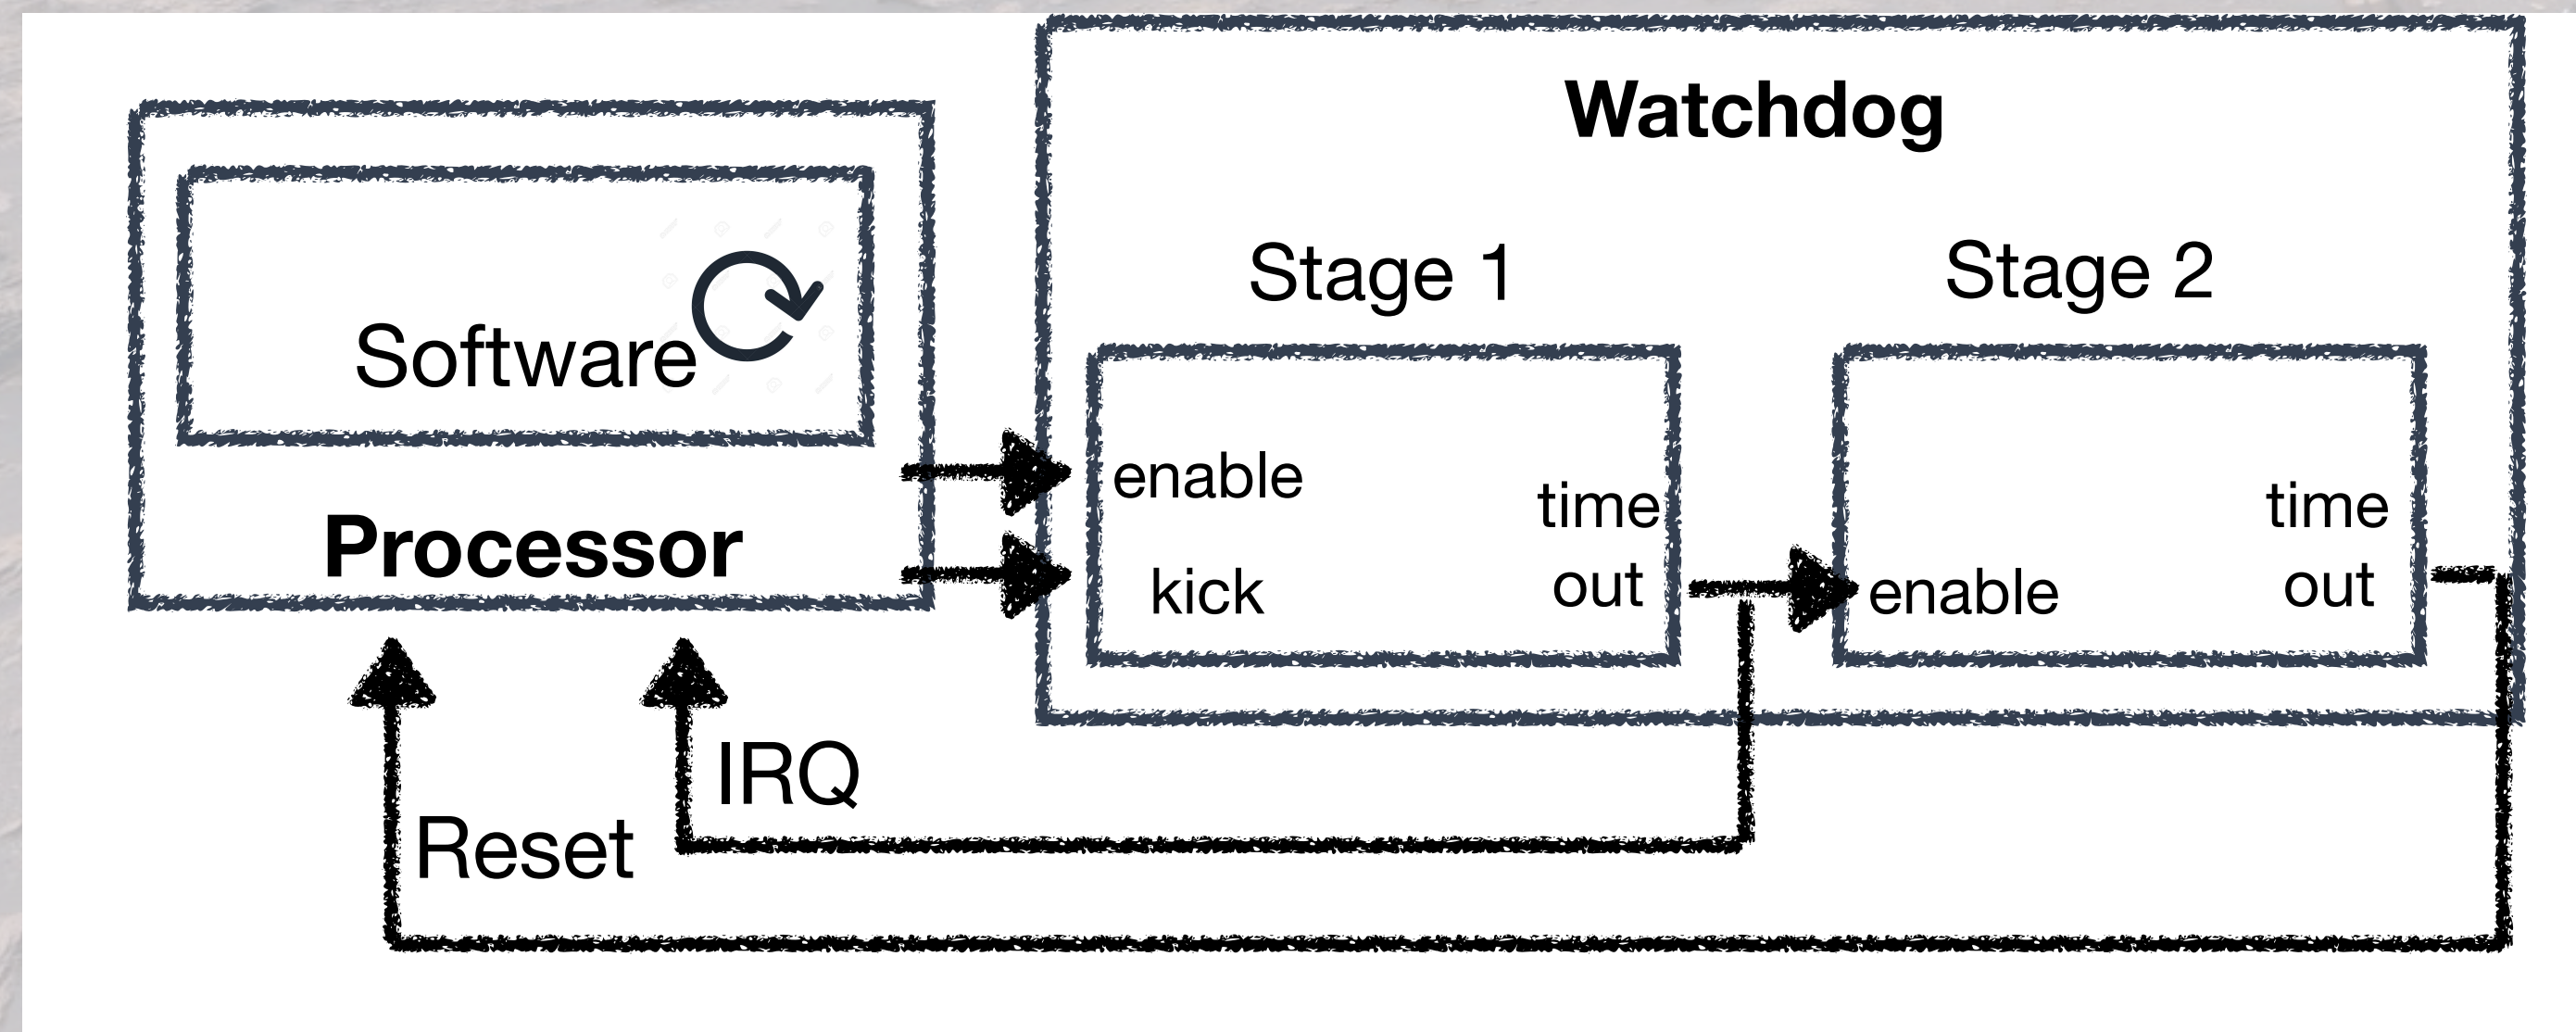 Watchdog
Stage 1
Stage 2
Software
Processor
enable
kick
time
out
enable
time
out
IRQ
Reset